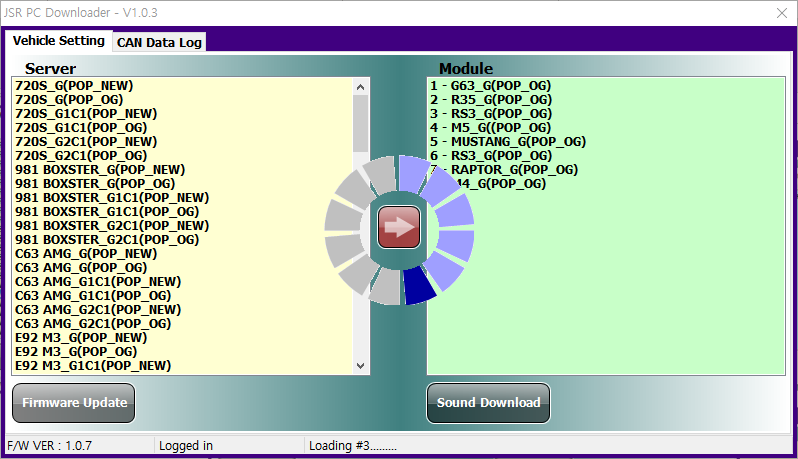 JSR PC Downloader - V1.0.3
Vehicle Setting
CAN Data Log
Server
720S_G(POP_NEW)
720S_G(POP_OG)
720S_G1C1(POP_NEW)
720S_G1C1(POP_OG)
720S_G2C1(POP_NEW)
720S_G2C1(POP_OG)
981 BOXSTER_G(POP_NEW)
981 BOXSTER_G(POP_OG)
981 BOXSTER_G1C1(POP_NEW)
981 BOXSTER_G1C1(POP_OG)
981 BOXSTER_G2C1(POP_NEW)
981 BOXSTER_G2C1(POP_OG)
C63 AMG_G(POP_NEW)
C63 AMG_G(POP_OG)
C63 AMG_G1C1(POP_NEW)
C63 AMG_G1C1(POP_OG)
C63 AMG_G2C1(POP_NEW)
C63 AMG_G2C1(POP_OG)
E92 M3_G(POP_NEW)
E92 M3_G(POP_OG)
E92 M3_G1C1(POP_NEW)
Module
1 - G63_G(POP_OG)
2 - R35_G(POP_OG)
3 - RS3_G(POP_OG)
4 - M5_G((POP_OG)
5 - MUSTANG_G(POP_OG)
6 - RS3_G(POP_OG)
- RAPTOR_G(POP_OG)
Firmware Update
Sound Download
F/W VER : 1.0.7
Logged in
Loading #3.........